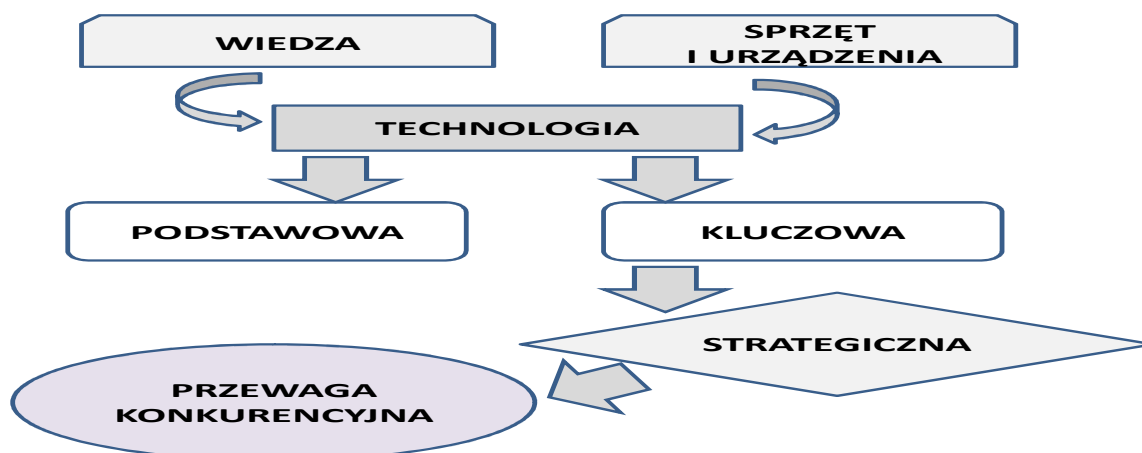 WIEDZA
SPRZĘT
I URZĄDZENIA
TECHNOLOGIA
PODSTAWOWA
KLUCZOWA
STRATEGICZNA
PRZEWAGA
KONKURENCYJNA